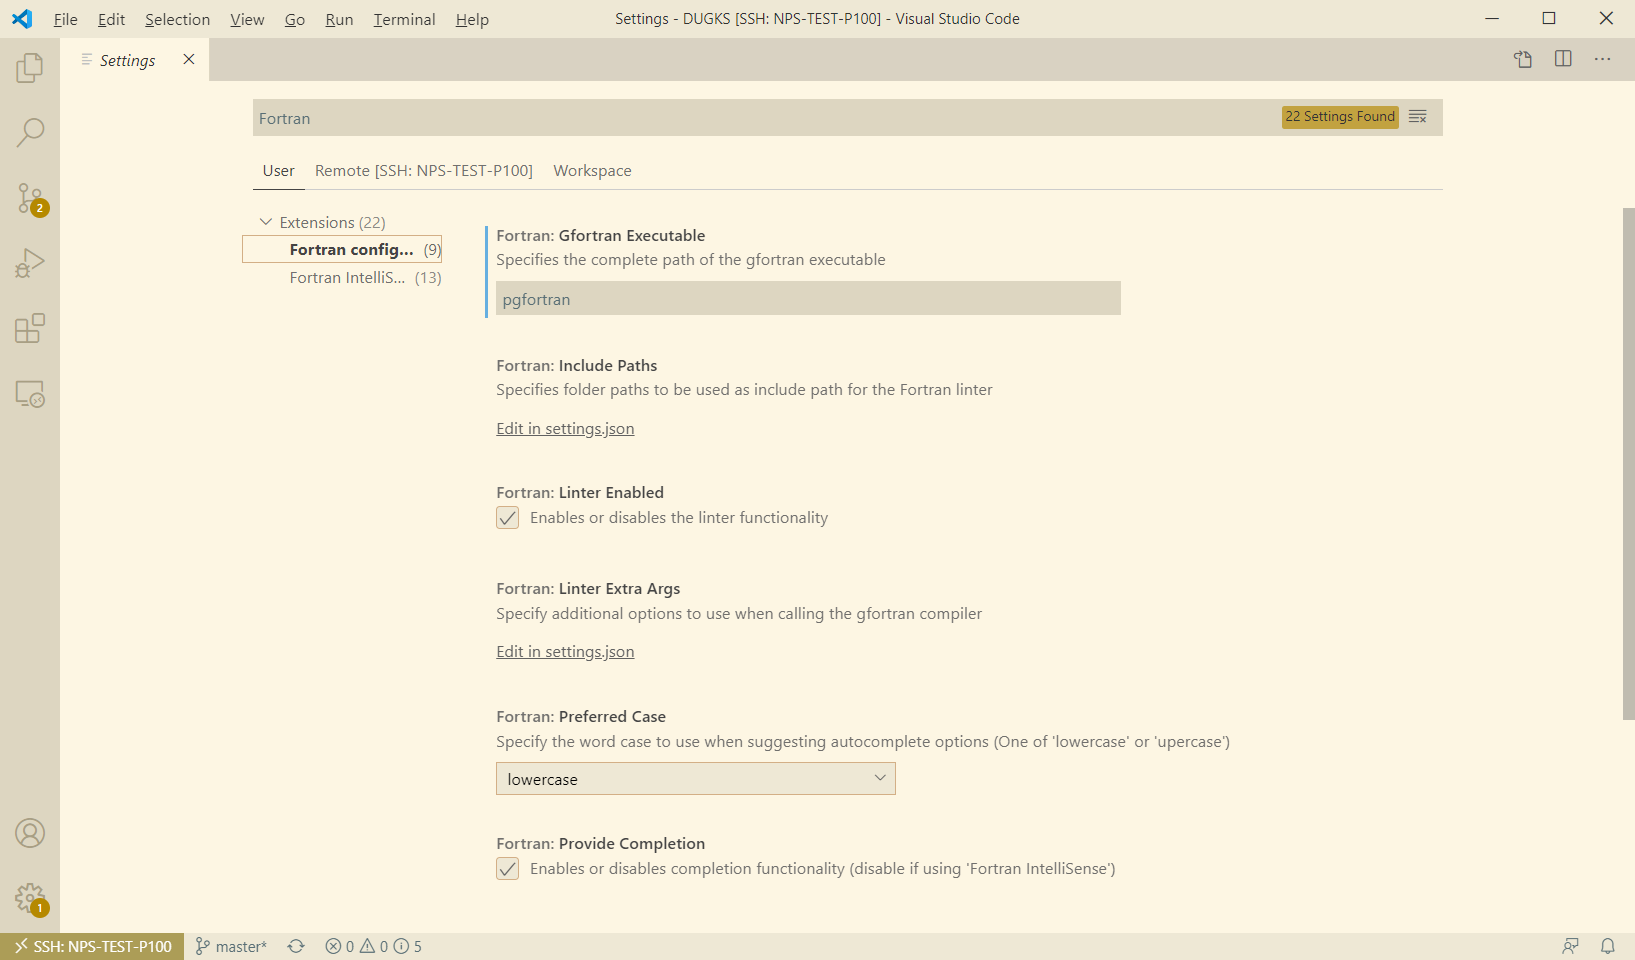 File Edit Selection View Go Run Terminal Help Settings - DUGKS [SSH: NPS-TEST-P100] - Visual Studio Code
Settings
Fortran 22 Settings Found
User Remote [SSH: NPS-TEST-P100] Workspace
Extensions (22)
Fortran config... (9)
Fortran IntelliS... (13)
Fortran: Gfortran Executable
Specifies the complete path of the gfortran executable
pgfortran
Fortran: Include Paths
Specifies folder paths to be used as include path for the Fortran linter
Edit in settings.json
Fortran: Linter Enabled
Enables or disables the linter functionality
Fortran: Linter Extra Args
Specify additional options to use when calling the gfortran compiler
Edit in settings.json
Fortran: Preferred Case
Specify the word case to use when suggesting autocomplete options (One of 'lowercase' or 'upercase')
lowercase
Fortran: Provide Completion
Enables or disables completion functionality (disable if using 'Fortran IntelliSense')
2
1
SSH: NPS-TEST-P100 master* 0 0 5